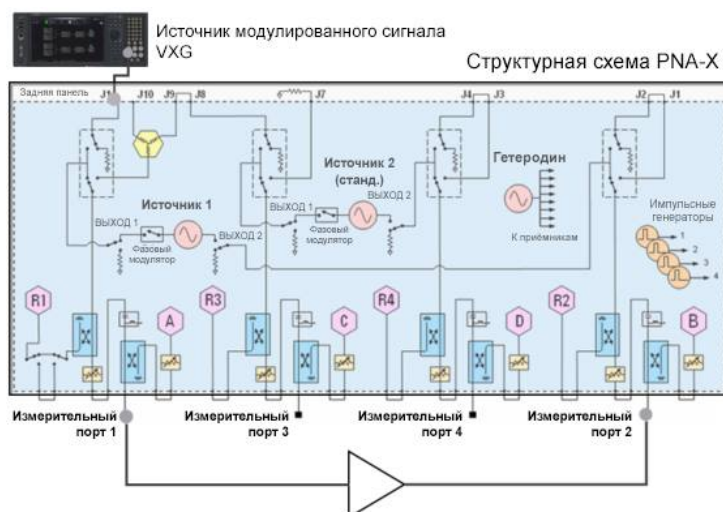 Источник модулированного сигнала
VXG
Структурная схема PNA-X
Задняя панель
J10
J9
J8
J7
J4
J3
J2
J1
Источник 1
Источник 2
(станд.)
Гетеродин
ВЫХОД 1
Фазовый
модулятор
ВЫХОД 2
ВЫХОД 1
Фазовый
модулятор
ВЫХОД 2
К приёмникам
Импульсные
генераторы
1
2
3
4
R1
A
R3
C
R4
D
R2
B
Измерительный
порт 1
Измерительный
порт 3
Измерительный
порт 4
Измерительный
порт 2